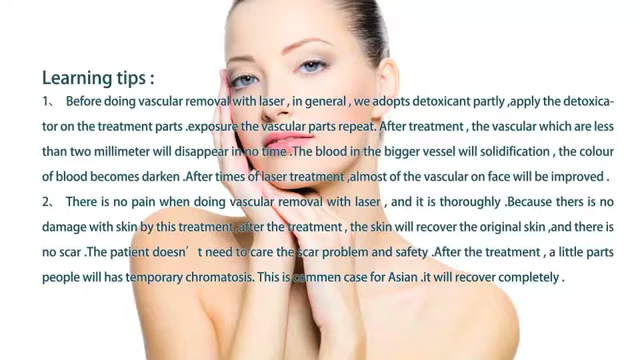 Learning tips :
1、 Before doing vascular removal with laser , in general , we adopts detoxicant partly ,apply the detoxica-
tor on the treatment parts .exposure the vascular parts repeat. After treatment , the vascular which are less
than two millimeter will disappear in no time .The blood in the bigger vessel will solidification , the colour
of blood becomes darken .After times of laser treatment ,almost of the vascular on face will be improved .
2、 There is no pain when doing vascular removal with laser , and it is thoroughly .Because thers is no
damage with skin by this treatment ,after the treatment , the skin will recover the original skin ,and there is
no scar .The patient doesn't need to care the scar problem and safety .After the treatment , a little parts
people will has temporary chromatosis. This is commen case for Asian .it will recover completely .